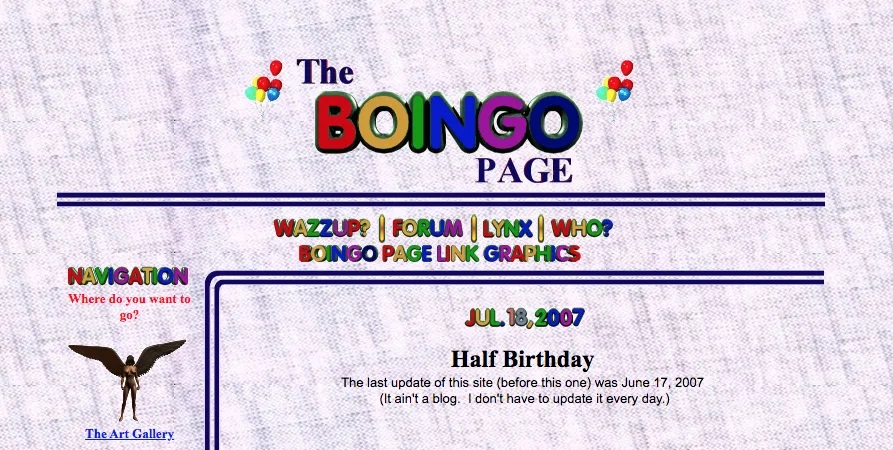 The
BOINGO
PAGE
WAZZUP? | FORUM | LYNX | WHO?
BOINGO PAGE LINK GRAPHICS
NAVIGATION
Where do you want to
go?
The Art Gallery
JUL. 18, 2007
Half Birthday
The last update of this site (before this one) was June 17, 2007
(It ain't a blog.  I don't have to update it every day.)